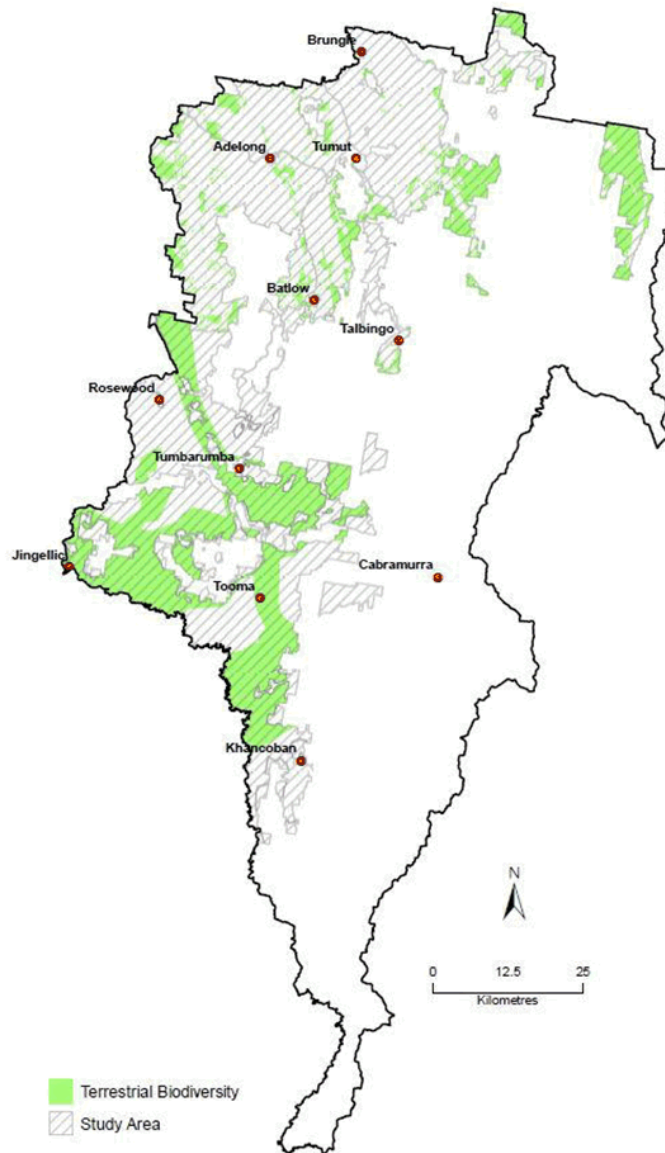 Brungle
Adelong
Tumut
Batlow
Talbingo
Rosewood
Tumbarumba
Jingellic
Cabramurra
Tooma
Khancoban
N
0 12.5 25
Kilometres
Terrestrial Biodiversity
Study Area